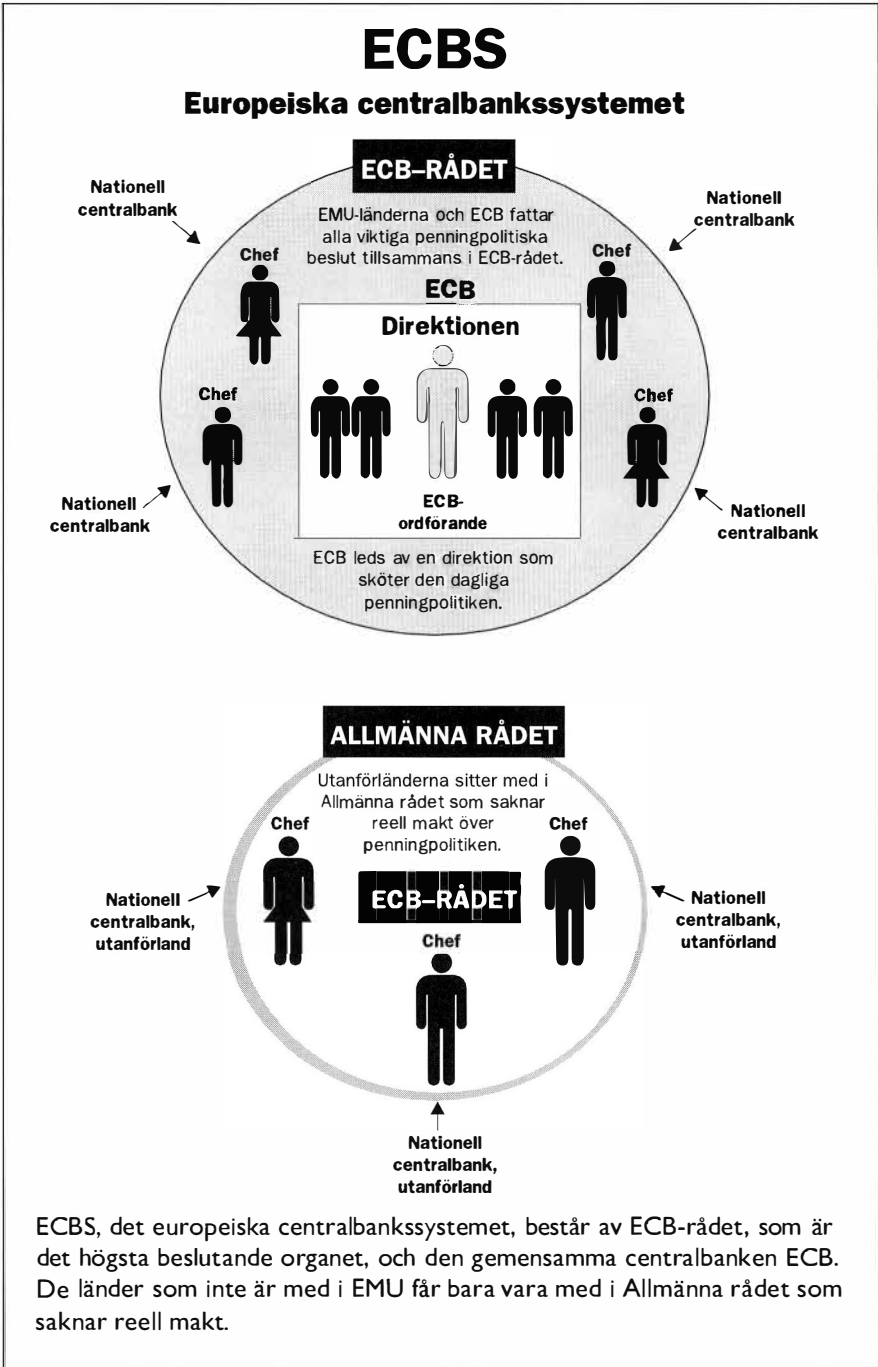 ECBS
Europeiska centralbankssystemet
ECB–RÅDET
Nationell
centralbank
Nationell
centralbank
EMU-länderna och ECB fattar
alla viktiga penningpolitiska
beslut tillsammans i ECB-rådet.
Chef
Chef
ECB
Direktionen
Chef
Chef
ECB-
ordförande
Nationell
centralbank
Nationell
centralbank
ECB leds av en direktion som
sköter den dagliga
penningpolitiken.
ALLMÄNNA RÅDET
Utanförländerna sitter med i
Allmänna rådet som saknar
reell makt över
penningpolitiken.
Chef
Chef
ECB–RÅDET
Nationell
centralbank,
utanförland
Nationell
centralbank,
utanförland
Chef
Nationell
centralbank,
utanförland
ECBS, det europeiska centralbankssystemet, består av ECB-rådet, som är
det högsta beslutande organet, och den gemensamma centralbanken ECB.
De länder som inte är med i EMU får bara vara med i Allmänna rådet som
saknar reell makt.